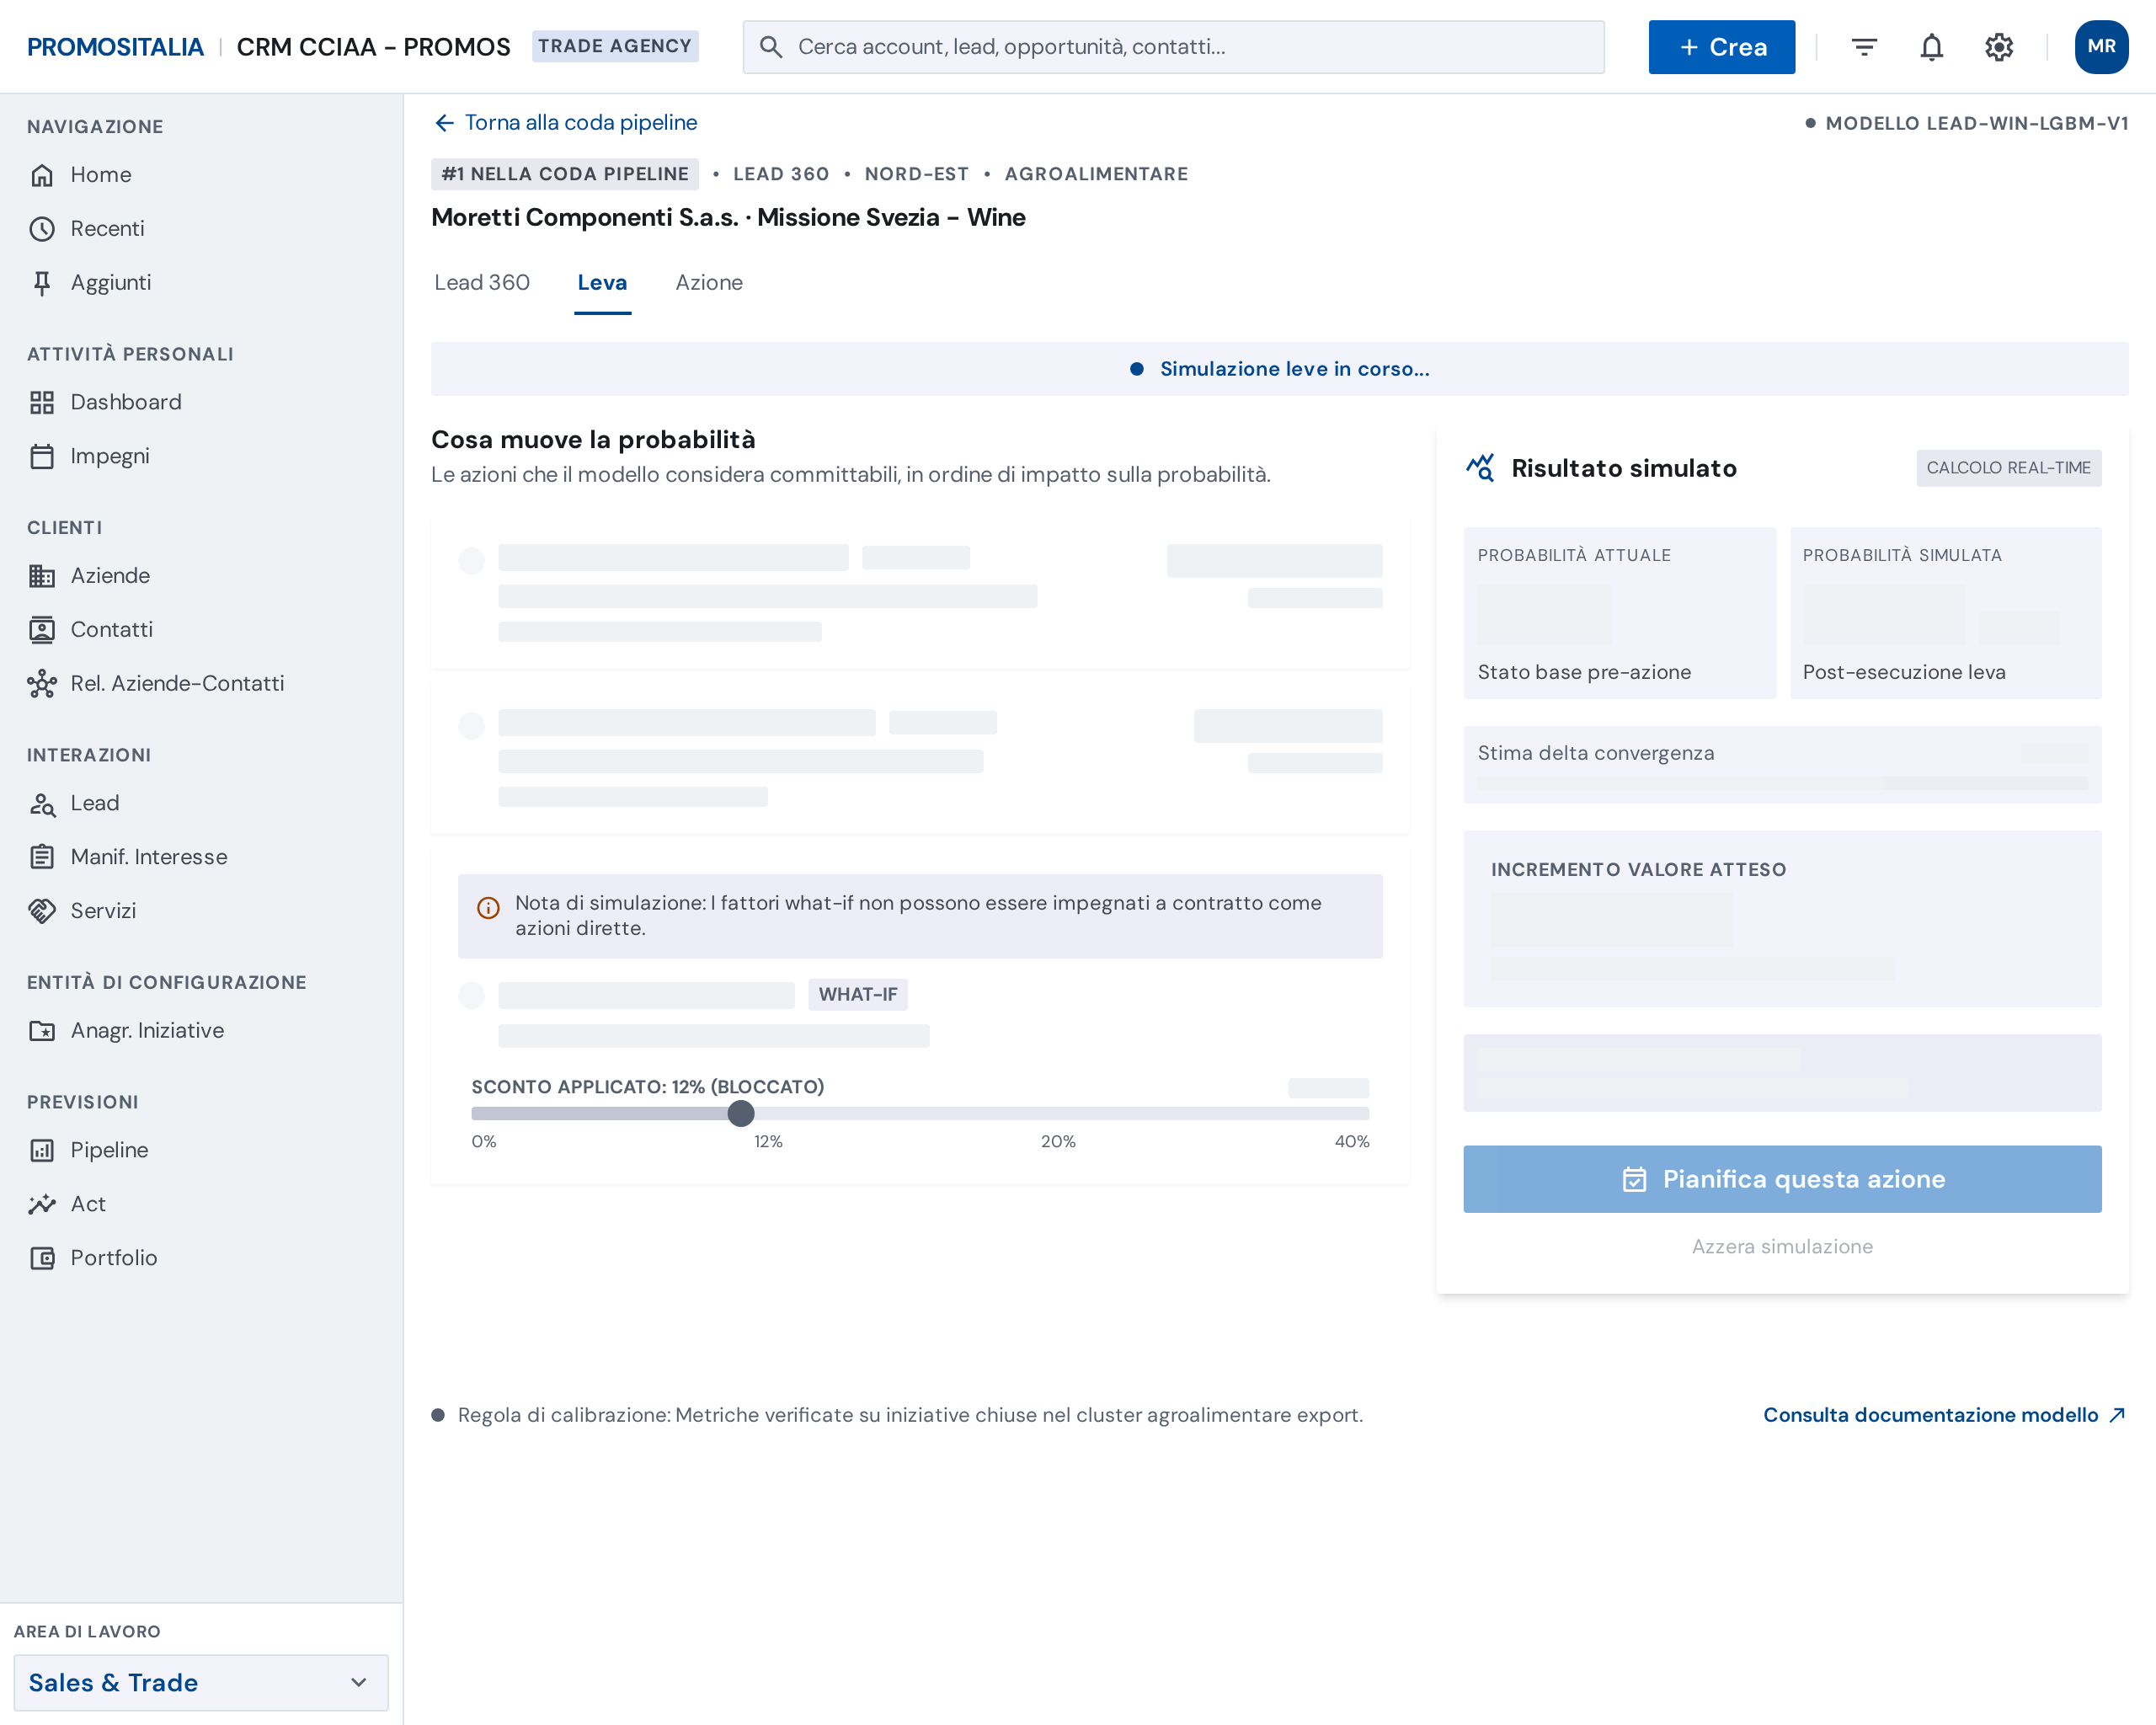 PROMOSITALIA
CRM CCIAA - PROMOS
TRADE AGENCY
Cerca account, lead, opportunità, contatti...
+ Crea
MR
NAVIGAZIONE
Home
Recenti
Aggiunti
ATTIVITÀ PERSONALI
Dashboard
Impegni
CLIENTI
Aziende
Contatti
Rel. Aziende-Contatti
INTERAZIONI
Lead
Manif. Interesse
Servizi
ENTITÀ DI CONFIGURAZIONE
Anagr. Iniziative
PREVISIONI
Pipeline
Act
Portfolio
AREA DI LAVORO
Sales & Trade
Torna alla coda pipeline
MODELLO LEAD-WIN-LGBM-V1
#1 NELLA CODA PIPELINE • LEAD 360 • NORD-EST • AGROALIMENTARE
Moretti Componenti S.a.s. · Missione Svezia - Wine
Lead 360
Leva
Azione
Simulazione leve in corso...
Cosa muove la probabilità
Le azioni che il modello considera committabili, in ordine di impatto sulla probabilità.
Nota di simulazione: I fattori what-if non possono essere impegnati a contratto come
azioni dirette.
WHAT-IF
SCONTO APPLICATO: 12% (BLOCCATO)
0%
12%
20%
40%
Risultato simulato
CALCOLO REAL-TIME
PROBABILITÀ ATTUALE
Stato base pre-azione
PROBABILITÀ SIMULATA
Post-esecuzione leva
Stima delta convergenza
INCREMENTO VALORE ATTESO
Pianifica questa azione
Azzera simulazione
Regola di calibrazione: Metriche verificate su iniziative chiuse nel cluster agroalimentare export.
Consulta documentazione modello